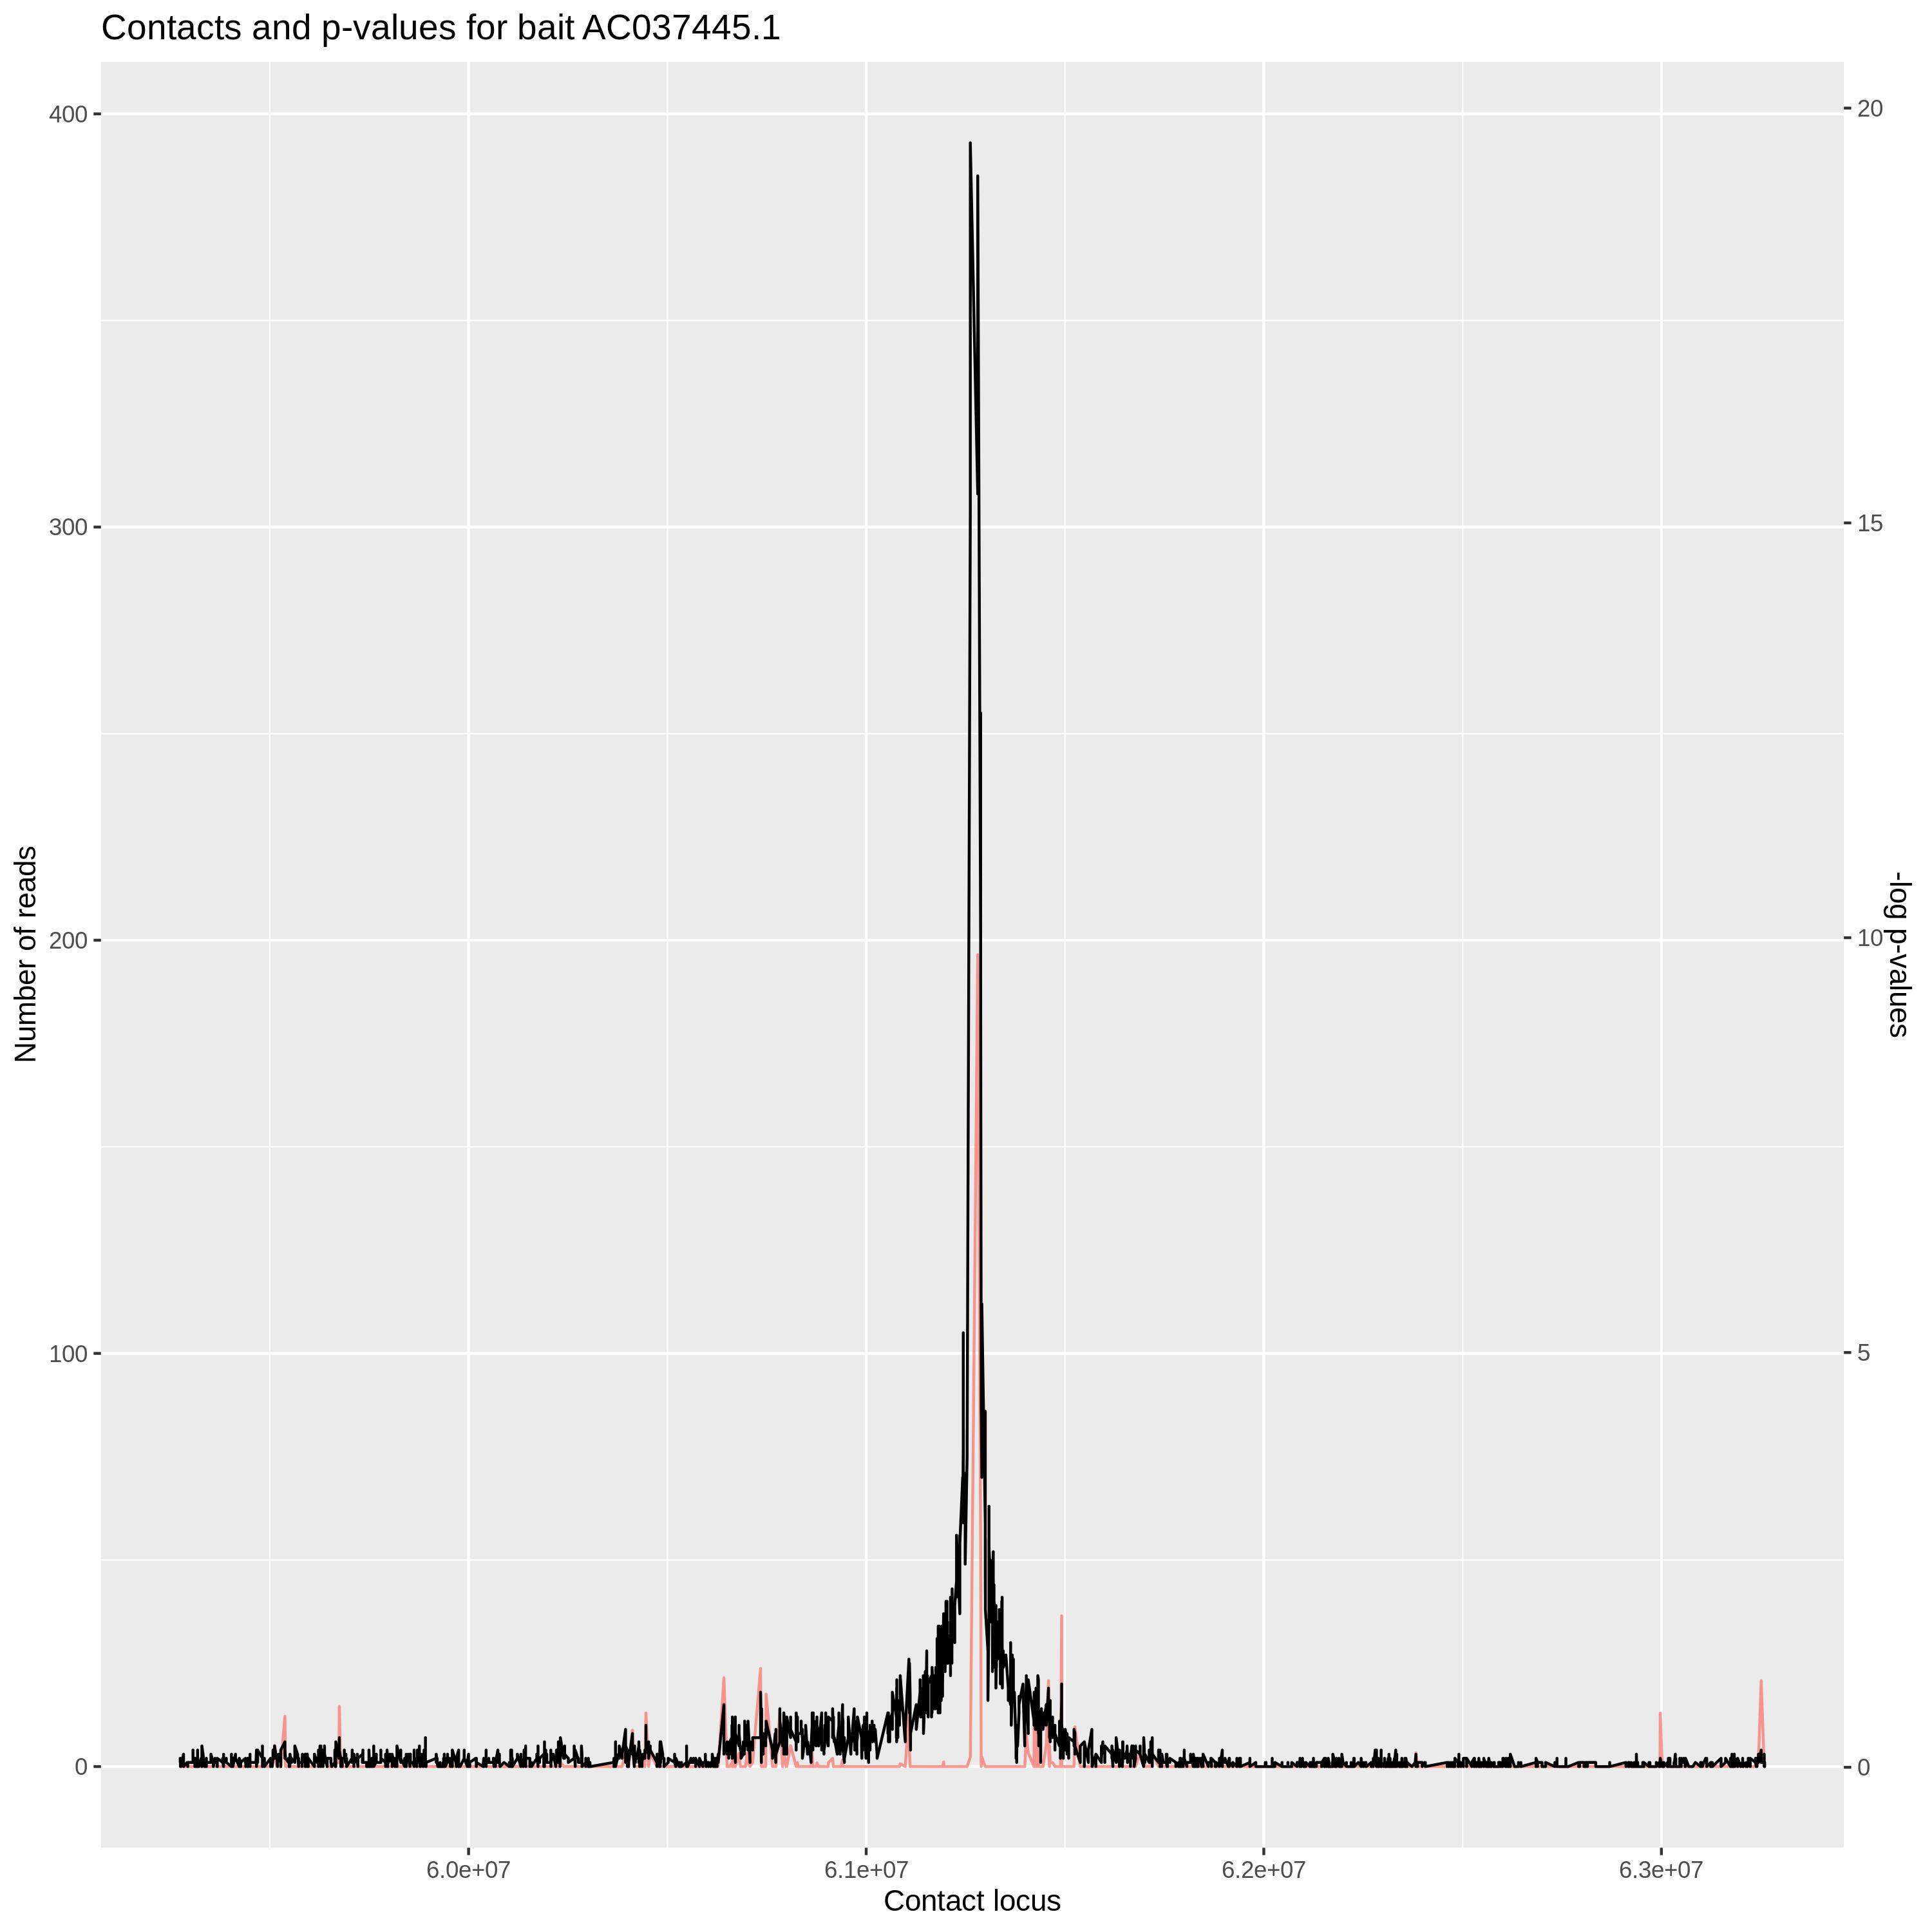 Contacts and p-values for bait AC037445.1
400
300
200
100
0
Number of reads
20
15
10
5
0
-log p-values
6.0e+07
6.1e+07
6.2e+07
6.3e+07
Contact locus